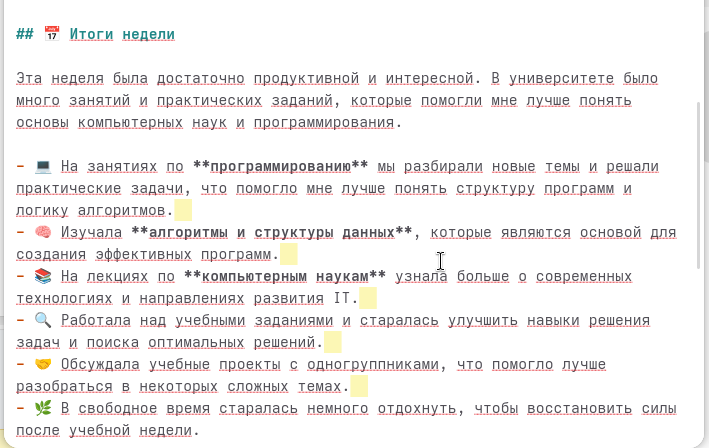 ## 📅 Итоги недели
Эта неделя была достаточно продуктивной и интересной. В университете было
много занятий и практических заданий, которые помогли мне лучше понять
основы компьютерных наук и программирования.
- 💻 На занятиях по **программированию** мы разбирали новые темы и решали
практические задачи, что помогло мне лучше понять структуру программ и
логику алгоритмов.
- 🧠 Изучала **алгоритмы и структуры данных**, которые являются основой для
создания эффективных программ.
- 📚 На лекциях по **компьютерным наукам** узнала больше о современных
технологиях и направлениях развития IT.
- 🔍 Работала над учебными заданиями и старалась улучшить навыки решения
задач и поиска оптимальных решений.
- 🤝 Обсуждала учебные проекты с одногруппниками, что помогло лучше
разобраться в некоторых сложных темах.
- 🌿 В свободное время старалась немного отдохнуть, чтобы восстановить силы
после учебной недели.